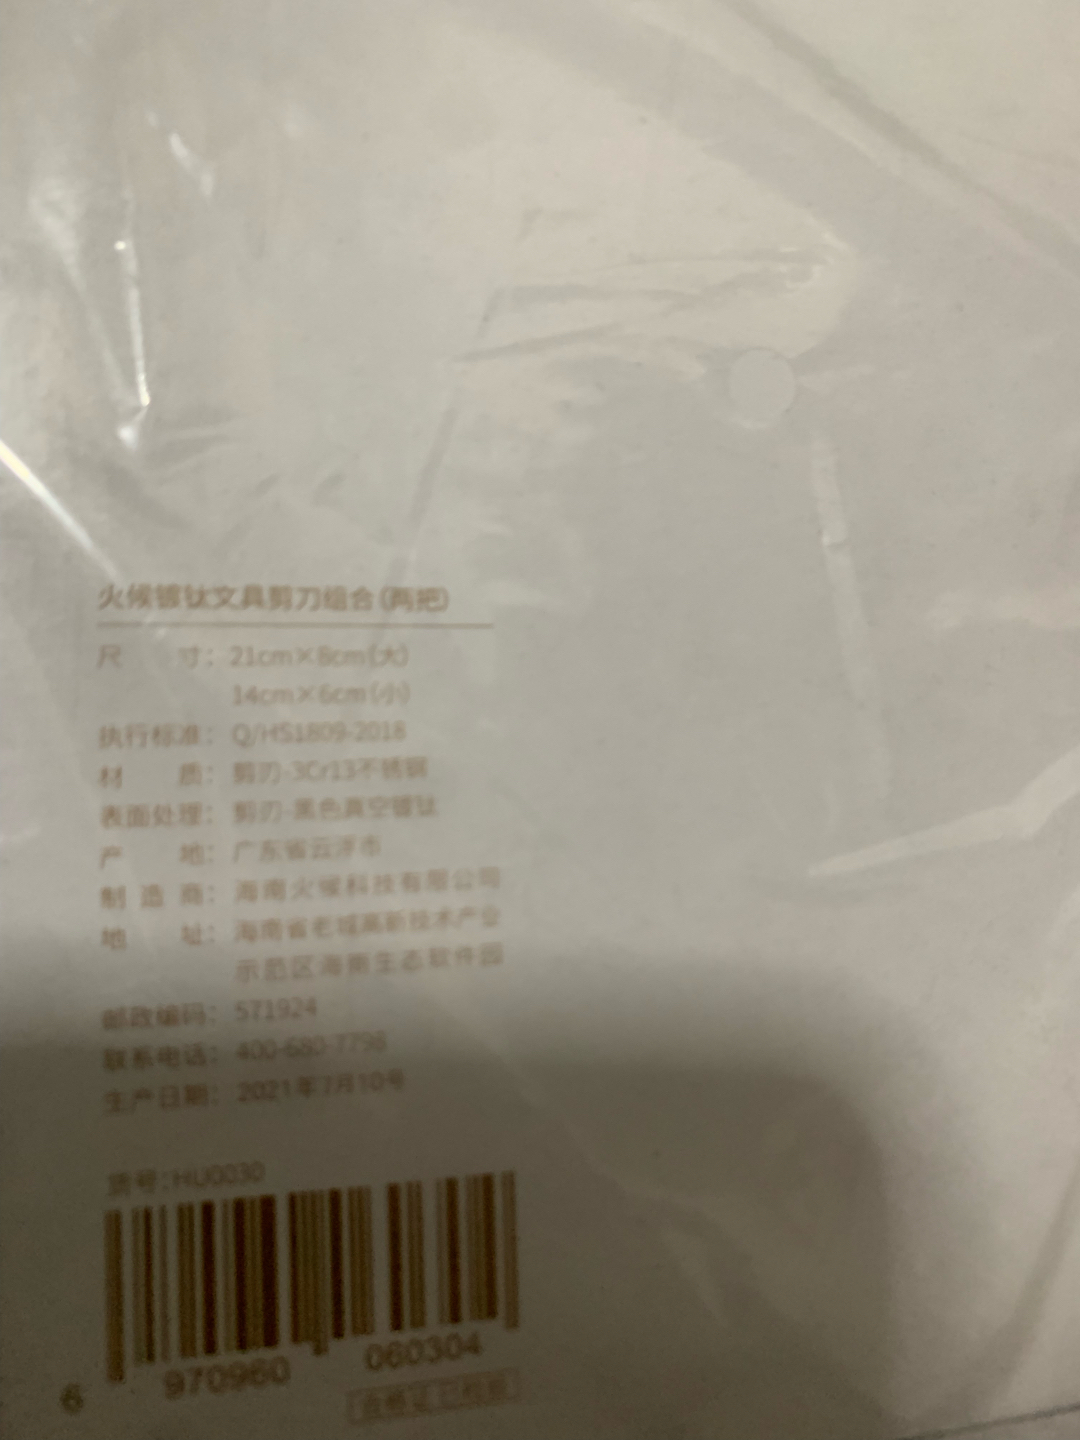 火候镀钛文具剪刀组合(两把)
尺 寸：21cm×8cm(大)
14cm×6cm(小)
执行标准：Q/HS1809-2018
材 质：剪刃-3Cr13不锈钢
表面处理：剪刃-黑色真空镀钛
产 地：广东省云浮市
制 造 商：海南火候科技有限公司
地 址：海南省老城高新技术产业
示范区海南生态软件园
邮政编码：571924
联系电话：400-680-7798
生产日期：2021年7月10号
货号：HU0030
6 970960 060304
合格证 已检验